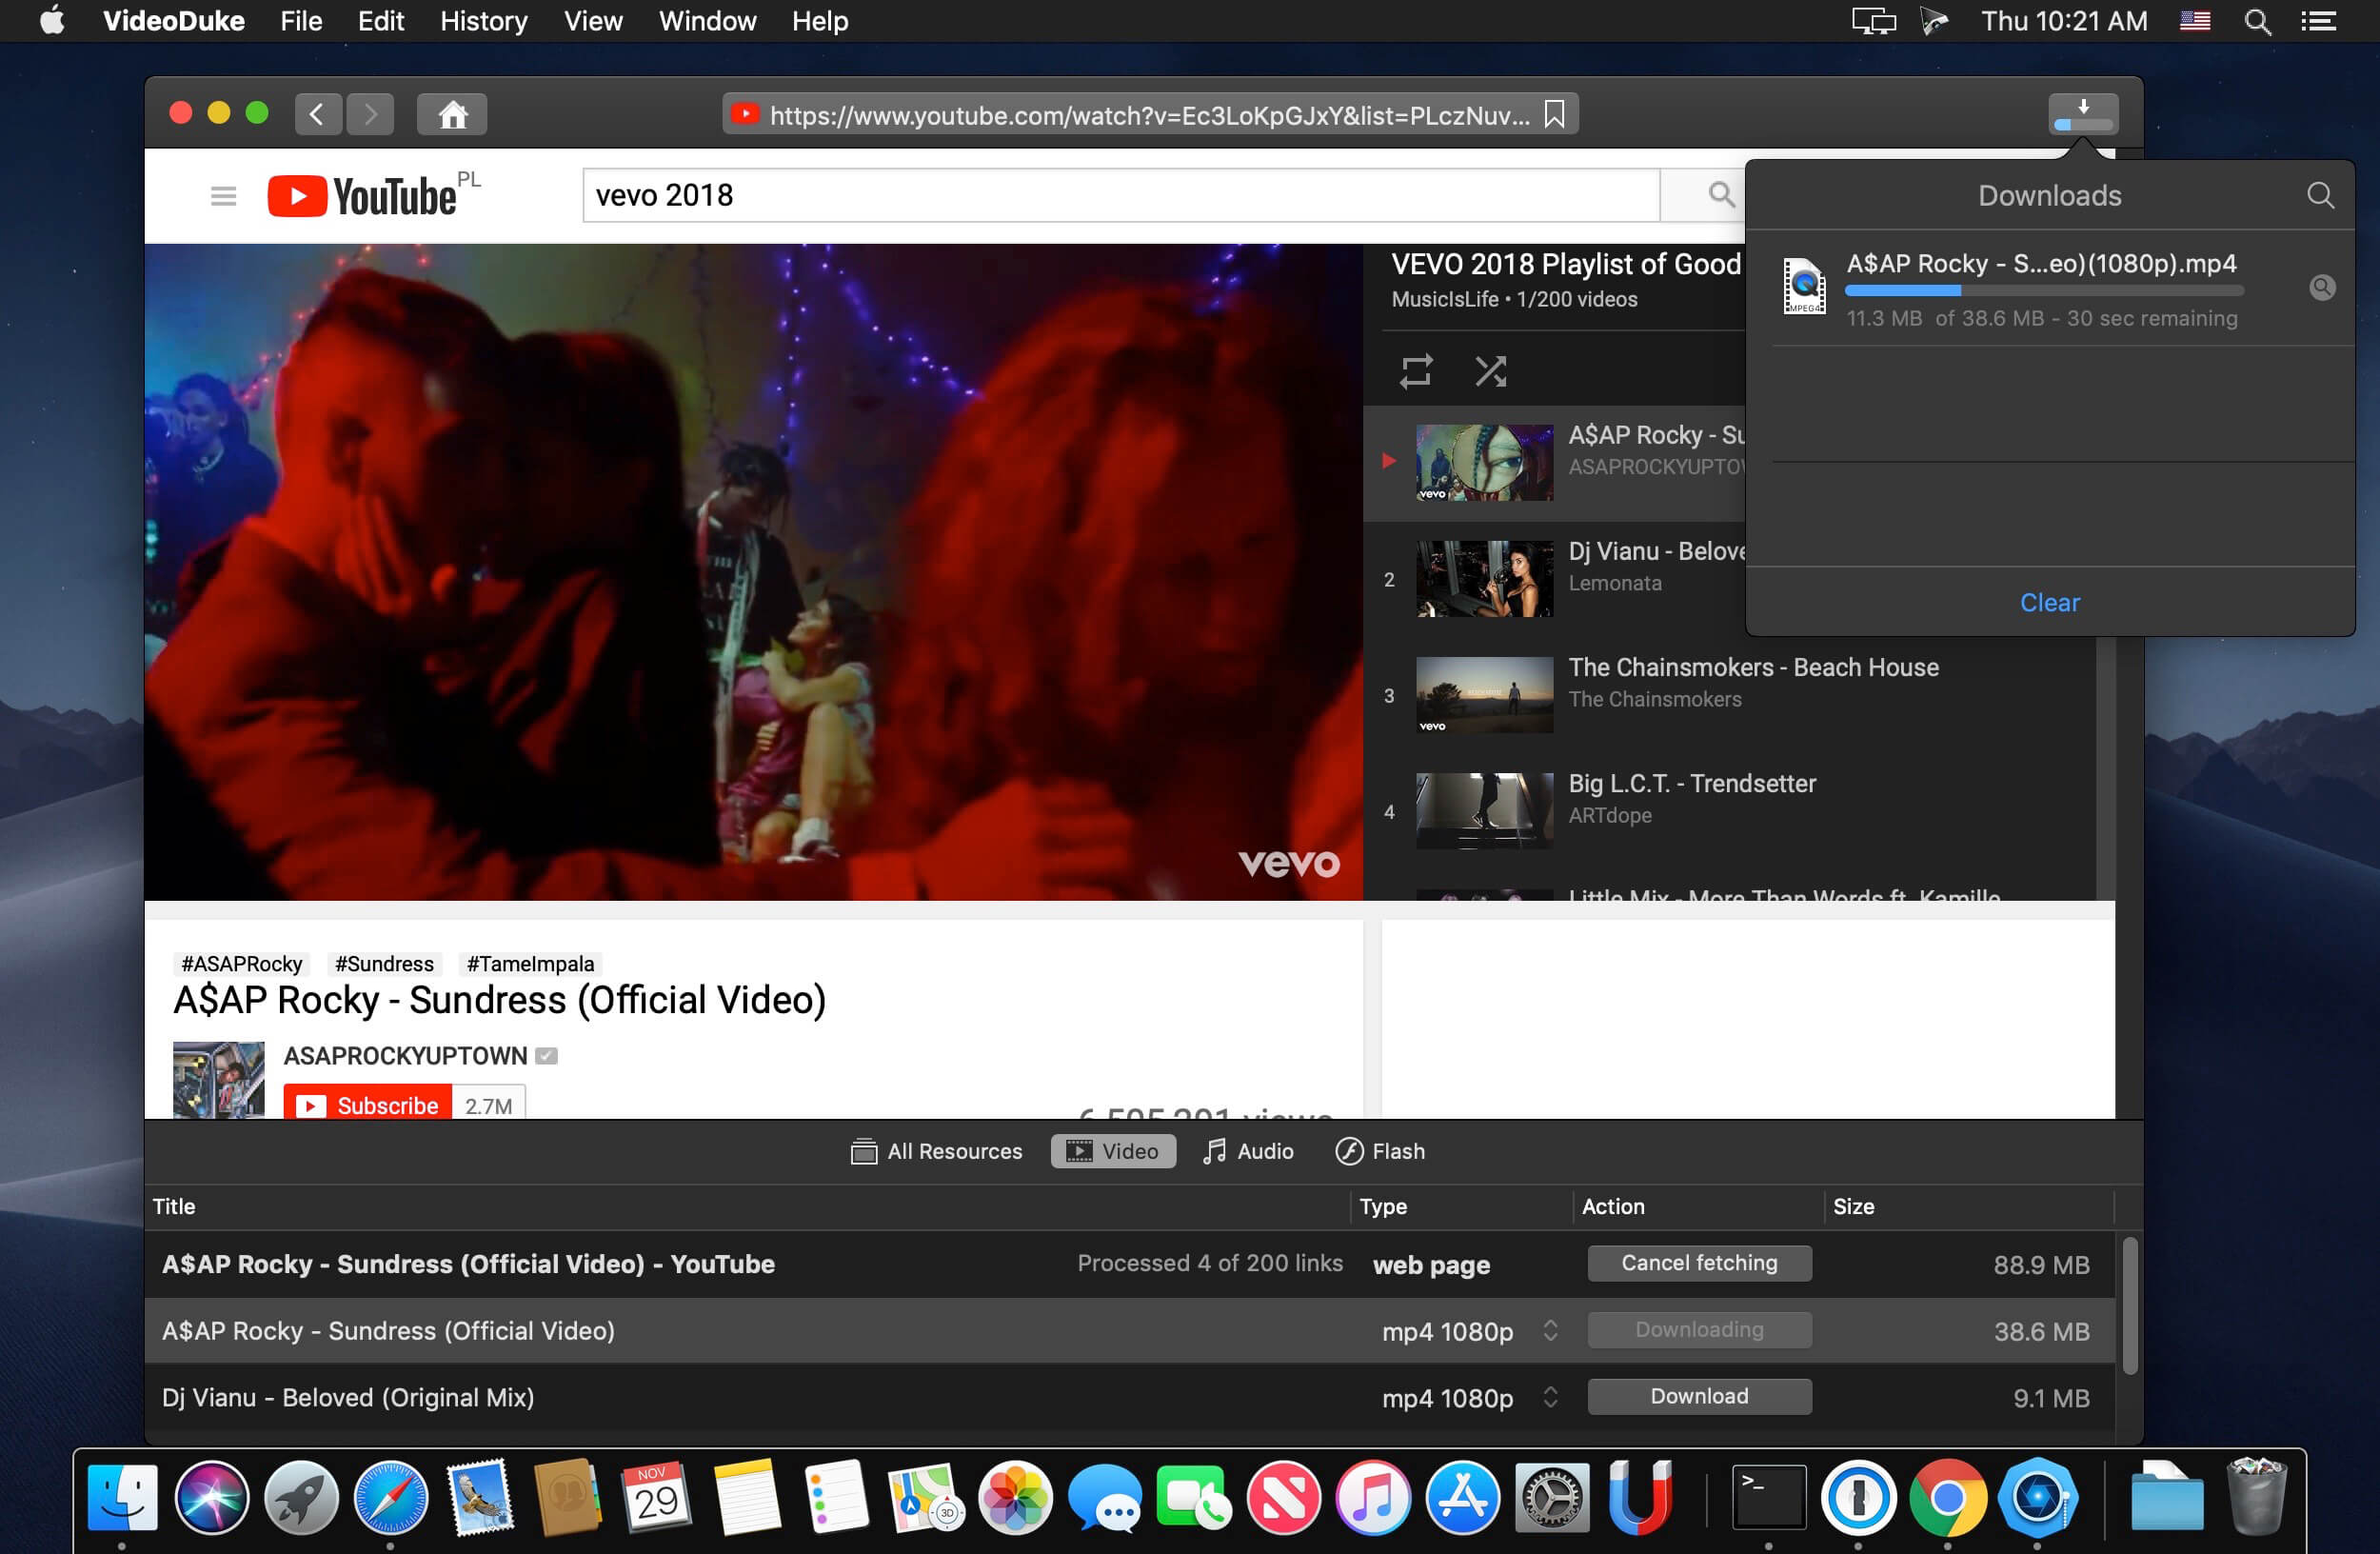 VideoDuke File Edit History View Window Help
Thu 10:21 AM
https://www.youtube.com/watch?v=Ec3LoKpGJxY&list=PLczNuv...
YouTube PL
vevo 2018
Downloads
A$AP Rocky - S...eo)(1080p).mp4
MPEG4
11.3 MB of 38.6 MB - 30 sec remaining
Clear
VEVO 2018 Playlist of Good
MusicIsLife • 1/200 videos
A$AP Rocky - Su
ASAPROCKYUPTOW
vevo
2
Dj Vianu - Belove
Lemonata
3
The Chainsmokers - Beach House
The Chainsmokers
vevo
4
Big L.C.T. - Trendsetter
ARTdope
Little Mix - More Than Words ft. Kamille
vevo
#ASAPRocky #Sundress #TameImpala
A$AP Rocky - Sundress (Official Video)
ASAPROCKYUPTOWN
Subscribe 2.7M
All Resources Video Audio Flash
Title Type Action Size
A$AP Rocky - Sundress (Official Video) - YouTube Processed 4 of 200 links web page Cancel fetching 88.9 MB
A$AP Rocky - Sundress (Official Video) mp4 1080p Downloading 38.6 MB
Dj Vianu - Beloved (Original Mix) mp4 1080p Download 9.1 MB
NOV
29
3D
>_